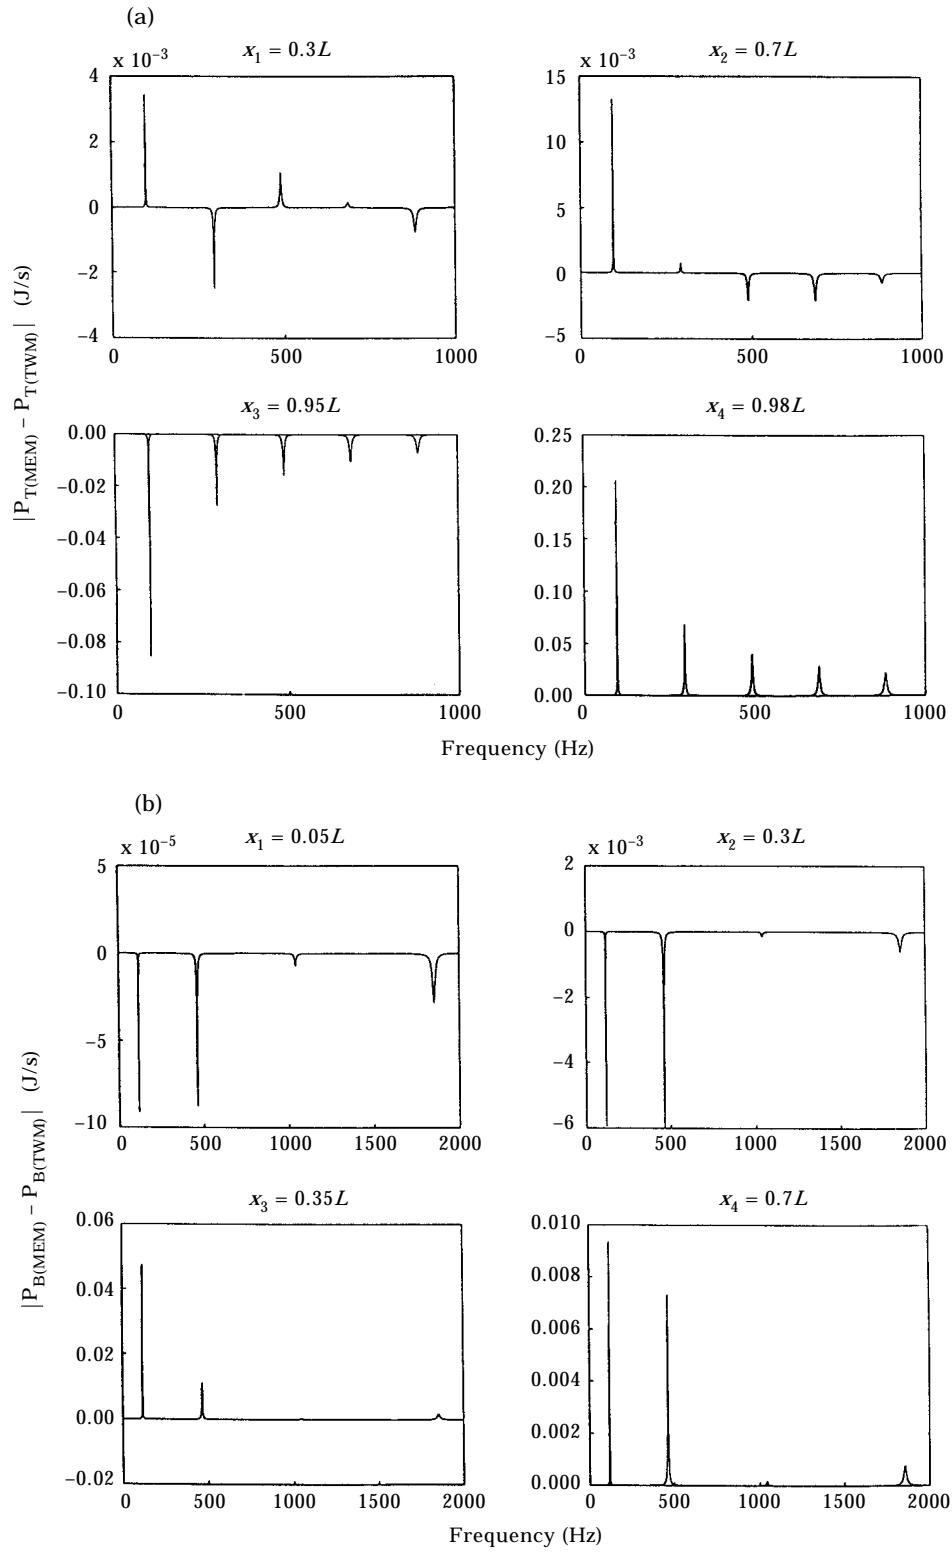 (a)
x 10⁻³
x₁ = 0.3L
4
2
0
−2
−4
0 500 1000
x 10⁻³
x₂ = 0.7L
15
10
5
0
−5
0 500 1000
x₃ = 0.95L
0.00
−0.02
−0.04
−0.06
−0.08
−0.10
0 500 1000
x₄ = 0.98L
0.25
0.20
0.15
0.10
0.05
0.00
0 500 1000
|P_T(MEM) − P_T(TWM)| (J/s)
Frequency (Hz)
(b)
x 10⁻⁵
x₁ = 0.05L
5
0
−5
−10
0 500 1000 1500 2000
x 10⁻³
x₂ = 0.3L
2
0
−2
−4
−6
0 500 1000 1500 2000
x₃ = 0.35L
0.06
0.04
0.02
0.00
−0.02
0 500 1000 1500 2000
x₄ = 0.7L
0.010
0.008
0.006
0.004
0.002
0.000
0 500 1000 1500 2000
|P_B(MEM) − P_B(TWM)| (J/s)
Frequency (Hz)